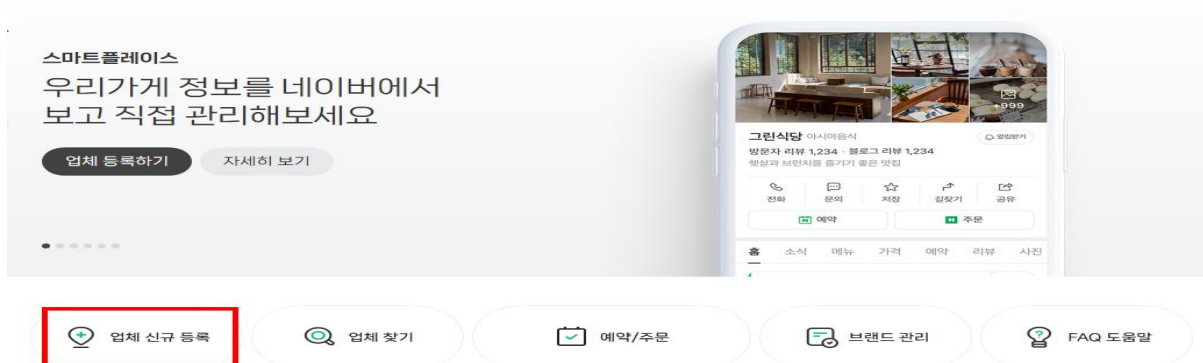 스마트플레이스
우리가게 정보를 네이버에서
보고 직접 관리해보세요
업체 등록하기 자세히 보기
+999
그린식당 아시아음식 알림받기
방문자 리뷰 1,234 · 블로그 리뷰 1,234
햇살과 브런치를 즐기기 좋은 맛집
전화 문의 저장 길찾기 공유
N 예약 N 주문
홈 소식 메뉴 가격 예약 리뷰 사진
업체 신규 등록 업체 찾기 예약/주문 브랜드 관리 FAQ 도움말